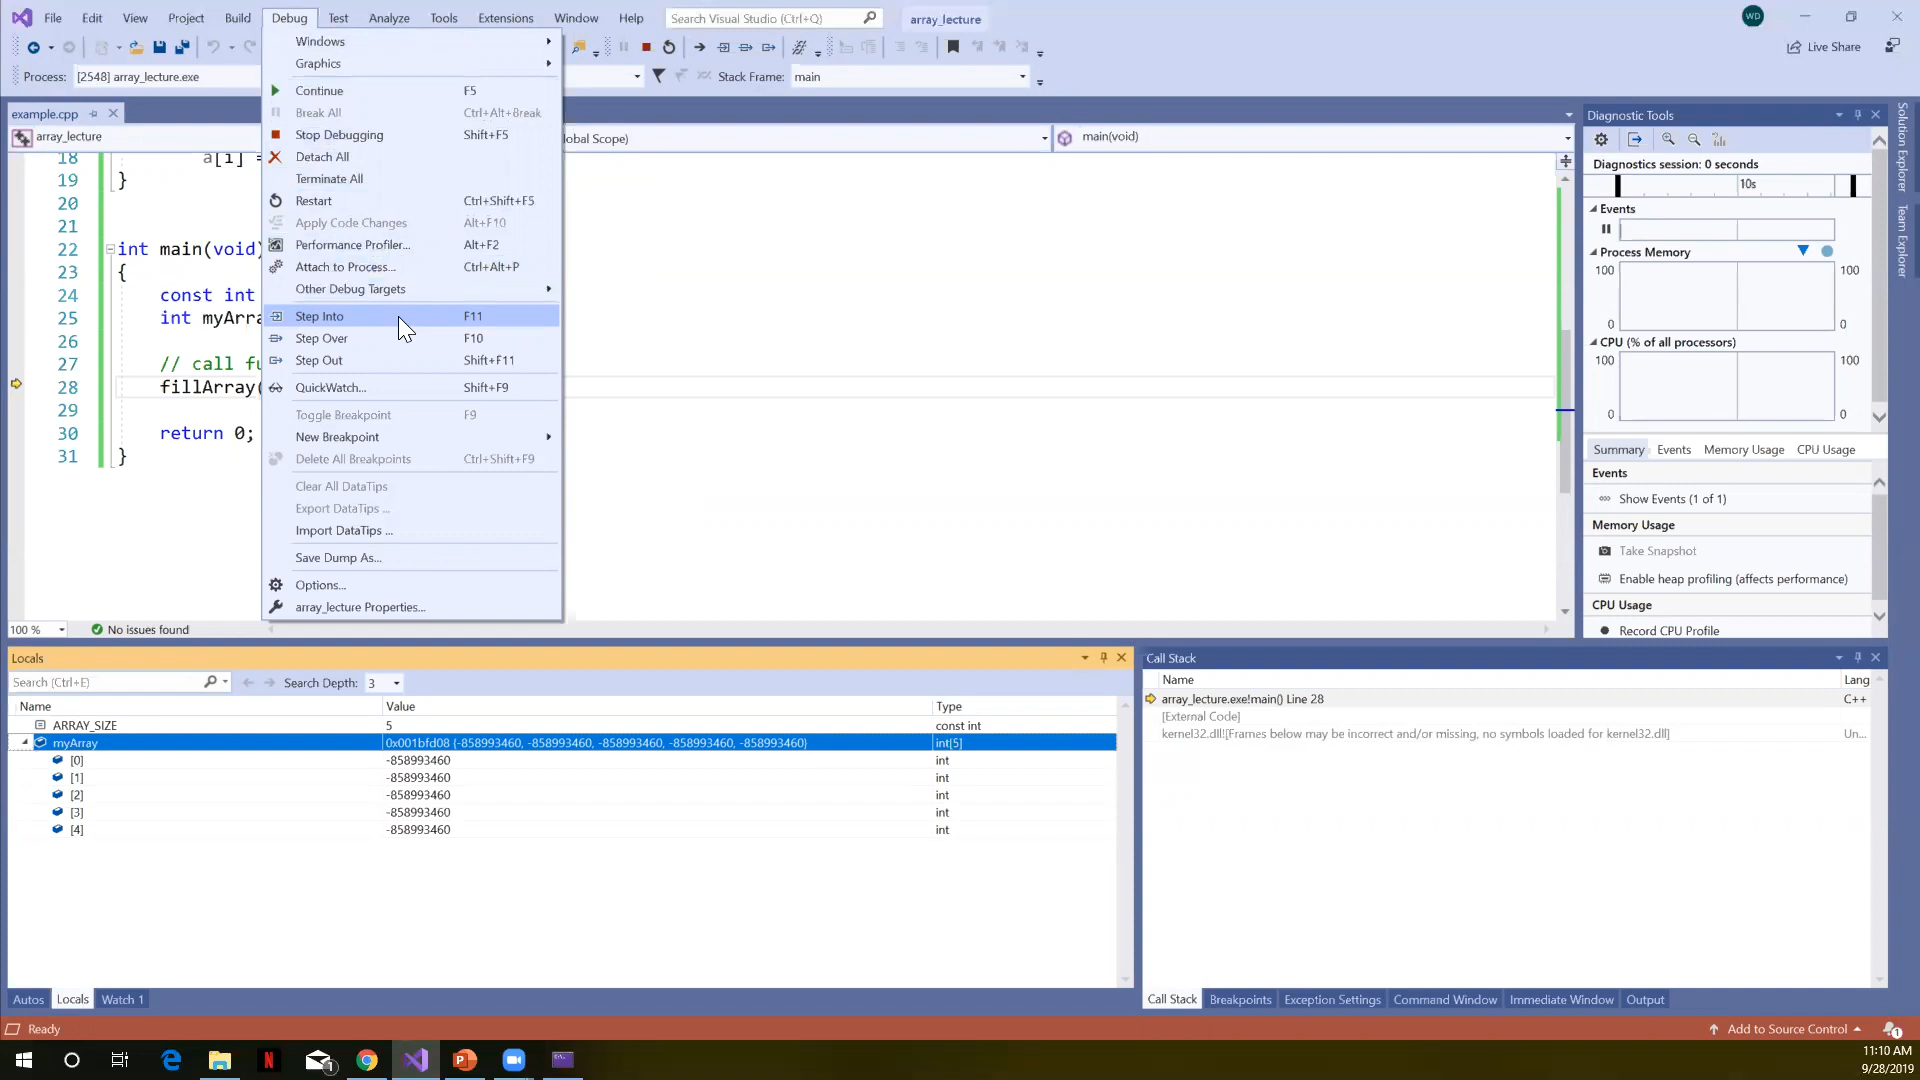 File Edit View Project Build Debug Test Analyze Tools Extensions Window Help Search Visual Studio (Ctrl+Q) array_lecture WD
Live Share
Process: [2548] array_lecture.exe Stack Frame: main
example.cpp
array_lecture lobal Scope) main(void)
Windows
Graphics
Continue F5
Break All Ctrl+Alt+Break
Stop Debugging Shift+F5
Detach All
Terminate All
Restart Ctrl+Shift+F5
Apply Code Changes Alt+F10
Performance Profiler... Alt+F2
Attach to Process... Ctrl+Alt+P
Other Debug Targets
Step Into F11
Step Over F10
Step Out Shift+F11
QuickWatch... Shift+F9
Toggle Breakpoint F9
New Breakpoint
Delete All Breakpoints Ctrl+Shift+F9
Clear All DataTips
Export DataTips ...
Import DataTips ...
Save Dump As...
Options...
array_lecture Properties...
18 a[i] =
19 }
20
21
22 int main(void)
23 {
24 const int
25 int myArra
26
27 // call fu
28 fillArray(
29
30 return 0;
31 }
100 % No issues found
Diagnostic Tools
Diagnostics session: 0 seconds
10s
Events
Process Memory
100 100
0 0
CPU (% of all processors)
100 100
0 0
Summary Events Memory Usage CPU Usage
Events
Show Events (1 of 1)
Memory Usage
Take Snapshot
Enable heap profiling (affects performance)
CPU Usage
Record CPU Profile
Solution Explorer
Team Explorer
Locals
Search (Ctrl+E) Search Depth: 3
Name Value Type
ARRAY_SIZE 5 const int
myArray 0x001bfd08 {-858993460, -858993460, -858993460, -858993460, -858993460} int[5]
[0] -858993460 int
[1] -858993460 int
[2] -858993460 int
[3] -858993460 int
[4] -858993460 int
Autos Locals Watch 1
Call Stack
Name Lang
array_lecture.exe!main() Line 28 C++
[External Code]
kernel32.dll![Frames below may be incorrect and/or missing, no symbols loaded for kernel32.dll] Un...
Call Stack Breakpoints Exception Settings Command Window Immediate Window Output
Ready Add to Source Control 1
1
11:10 AM
9/28/2019